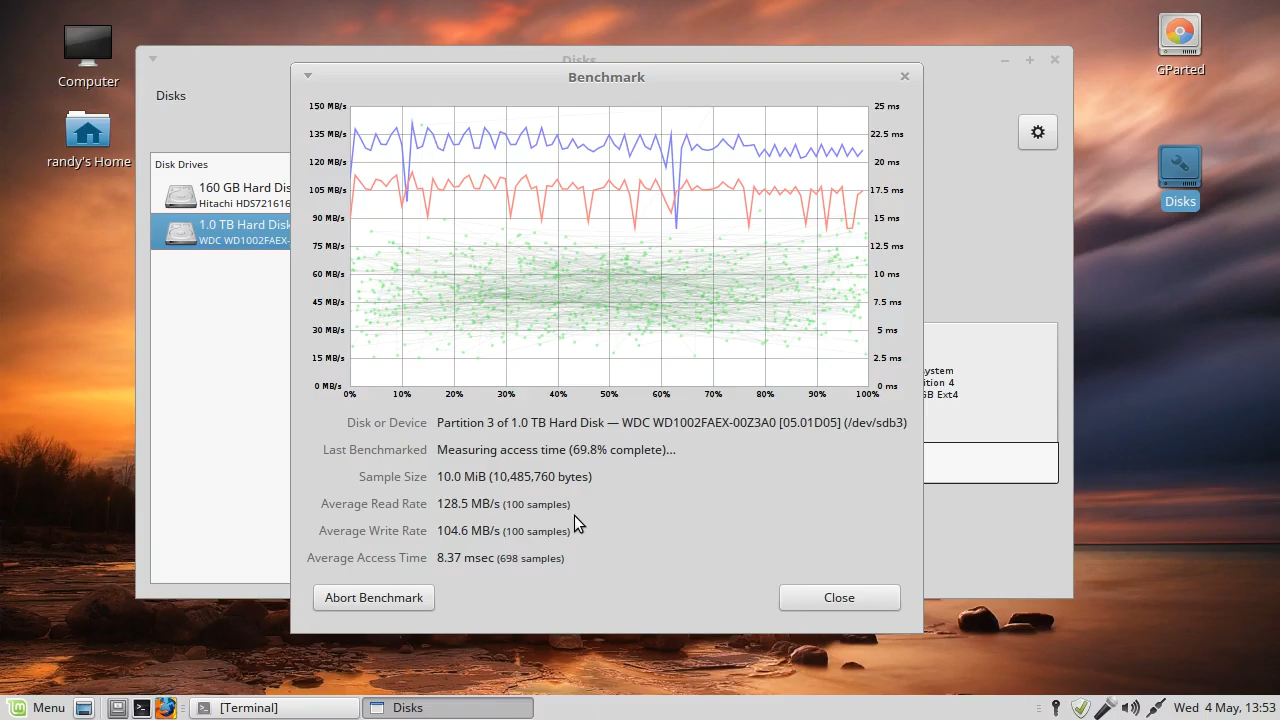 Computer
randy's Home
GParted
Disks
Disks
Disks
Disk Drives
160 GB Hard Dis
Hitachi HDS721616
1.0 TB Hard Disk
WDC WD1002FAEX-
ystem
ition 4
GB Ext4
Benchmark
150 MB/s
135 MB/s
120 MB/s
105 MB/s
90 MB/s
75 MB/s
60 MB/s
45 MB/s
30 MB/s
15 MB/s
0 MB/s
25 ms
22.5 ms
20 ms
17.5 ms
15 ms
12.5 ms
10 ms
7.5 ms
5 ms
2.5 ms
0 ms
0% 10% 20% 30% 40% 50% 60% 70% 80% 90% 100%
Disk or Device Partition 3 of 1.0 TB Hard Disk — WDC WD1002FAEX-00Z3A0 [05.01D05] (/dev/sdb3)
Last Benchmarked Measuring access time (69.8% complete)...
Sample Size 10.0 MiB (10,485,760 bytes)
Average Read Rate 128.5 MB/s (100 samples)
Average Write Rate 104.6 MB/s (100 samples)
Average Access Time 8.37 msec (698 samples)
Abort Benchmark
Close
Menu
[Terminal]
Disks
Wed 4 May, 13:53